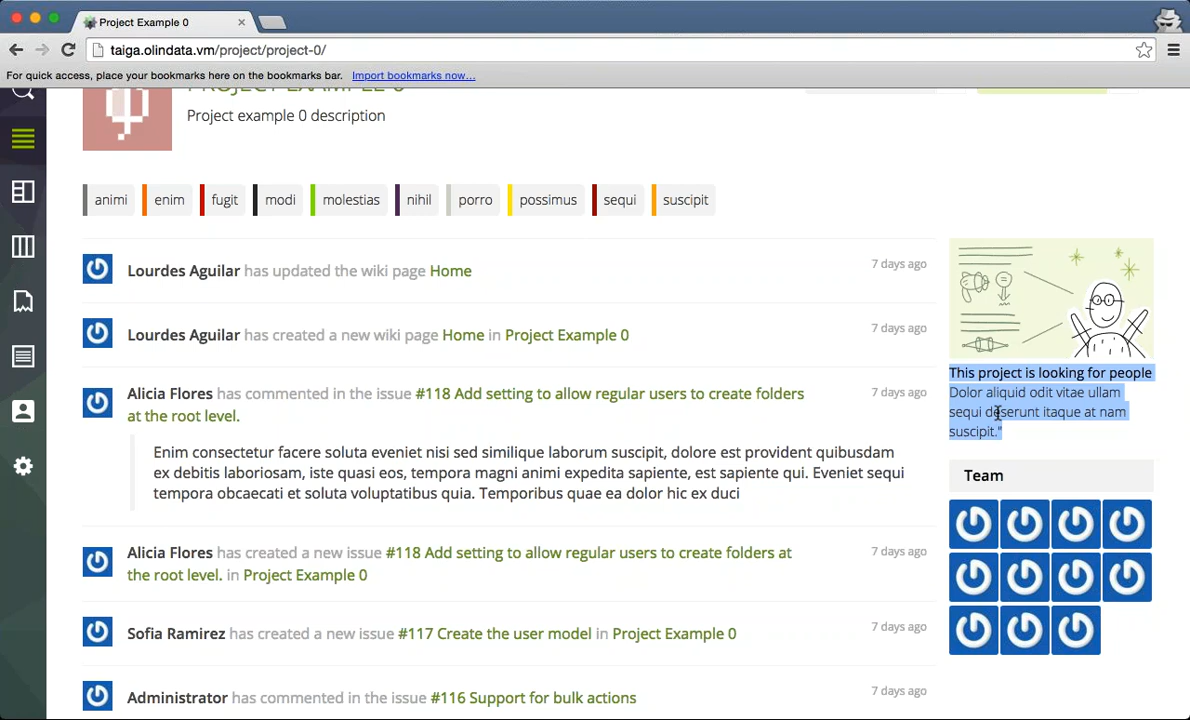 Project Example 0
taiga.olindata.vm/project/project-0/
For quick access, place your bookmarks here on the bookmarks bar. Import bookmarks now...
PROJECT EXAMPLE 0
Project example 0 description
animi enim fugit modi molestias nihil porro possimus sequi suscipit
Lourdes Aguilar has updated the wiki page Home
7 days ago
Lourdes Aguilar has created a new wiki page Home in Project Example 0
7 days ago
Alicia Flores has commented in the issue #118 Add setting to allow regular users to create folders
at the root level.
7 days ago
Enim consectetur facere soluta eveniet nisi sed similique laborum suscipit, dolore est provident quibusdam
ex debitis laboriosam, iste quasi eos, tempora magni animi expedita sapiente, est sapiente qui. Eveniet sequi
tempora obcaecati et soluta voluptatibus quia. Temporibus quae ea dolor hic ex duci
Alicia Flores has created a new issue #118 Add setting to allow regular users to create folders at
the root level. in Project Example 0
7 days ago
Sofia Ramirez has created a new issue #117 Create the user model in Project Example 0
7 days ago
Administrator has commented in the issue #116 Support for bulk actions
7 days ago
This project is looking for people
Dolor aliquid odit vitae ullam
sequi deserunt itaque at nam
suscipit."
Team